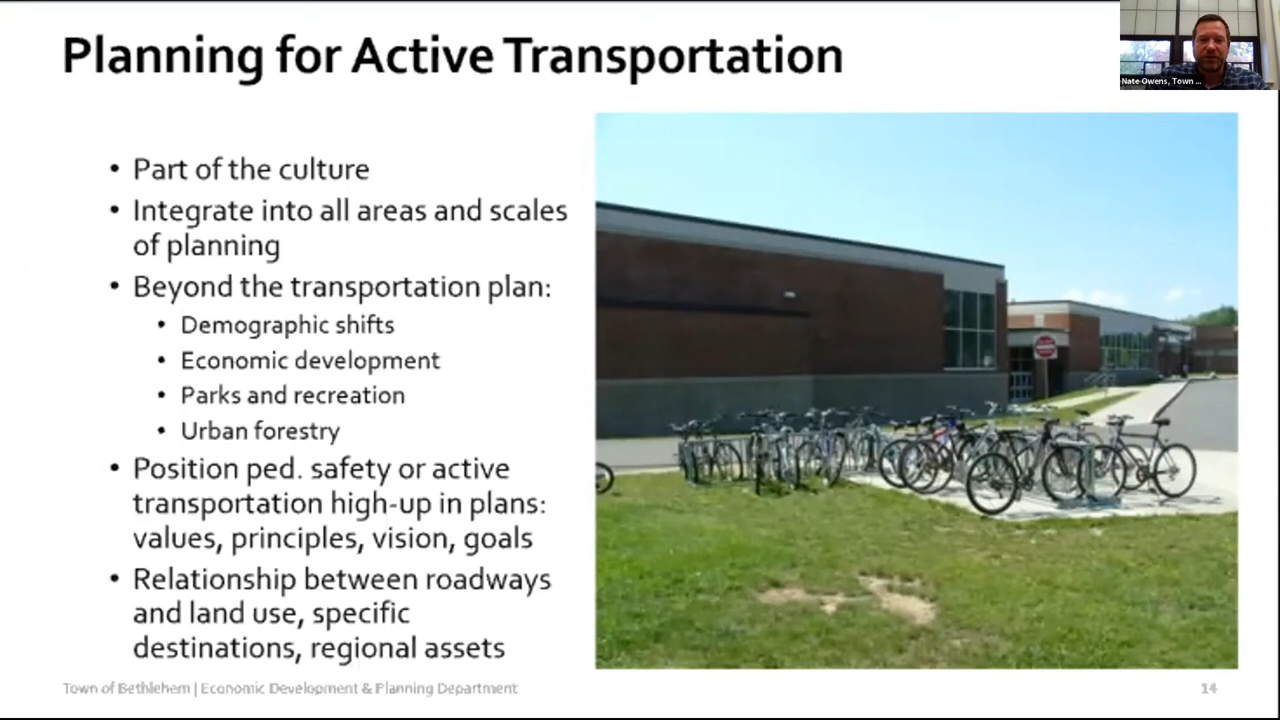 Planning for Active Transportation
Nate Owens, Town ...
• Part of the culture
• Integrate into all areas and scales
of planning
• Beyond the transportation plan:
• Demographic shifts
• Economic development
• Parks and recreation
• Urban forestry
• Position ped. safety or active
transportation high-up in plans:
values, principles, vision, goals
• Relationship between roadways
and land use, specific
destinations, regional assets
Town of Bethlehem | Economic Development & Planning Department
14